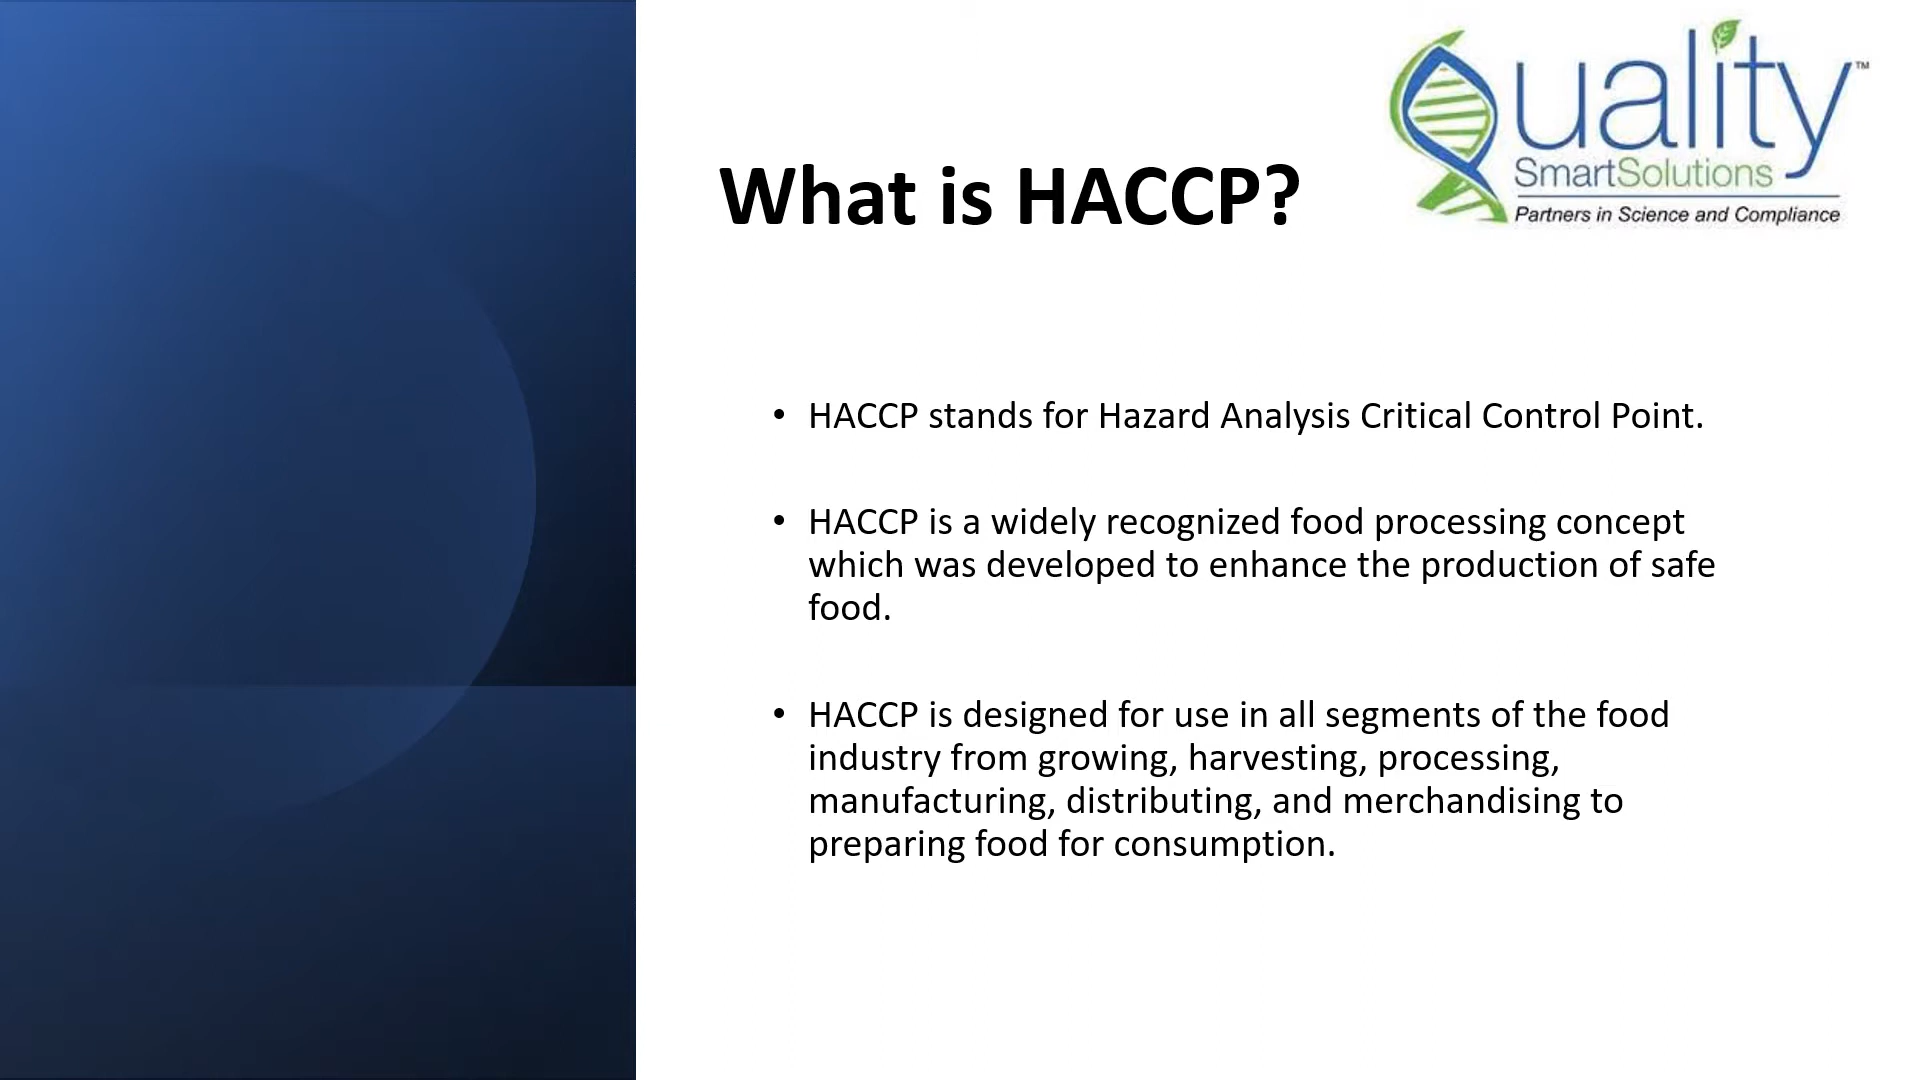 Quality™
SmartSolutions
Partners in Science and Compliance
What is HACCP?
• HACCP stands for Hazard Analysis Critical Control Point.
• HACCP is a widely recognized food processing concept
which was developed to enhance the production of safe
food.
• HACCP is designed for use in all segments of the food
industry from growing, harvesting, processing,
manufacturing, distributing, and merchandising to
preparing food for consumption.